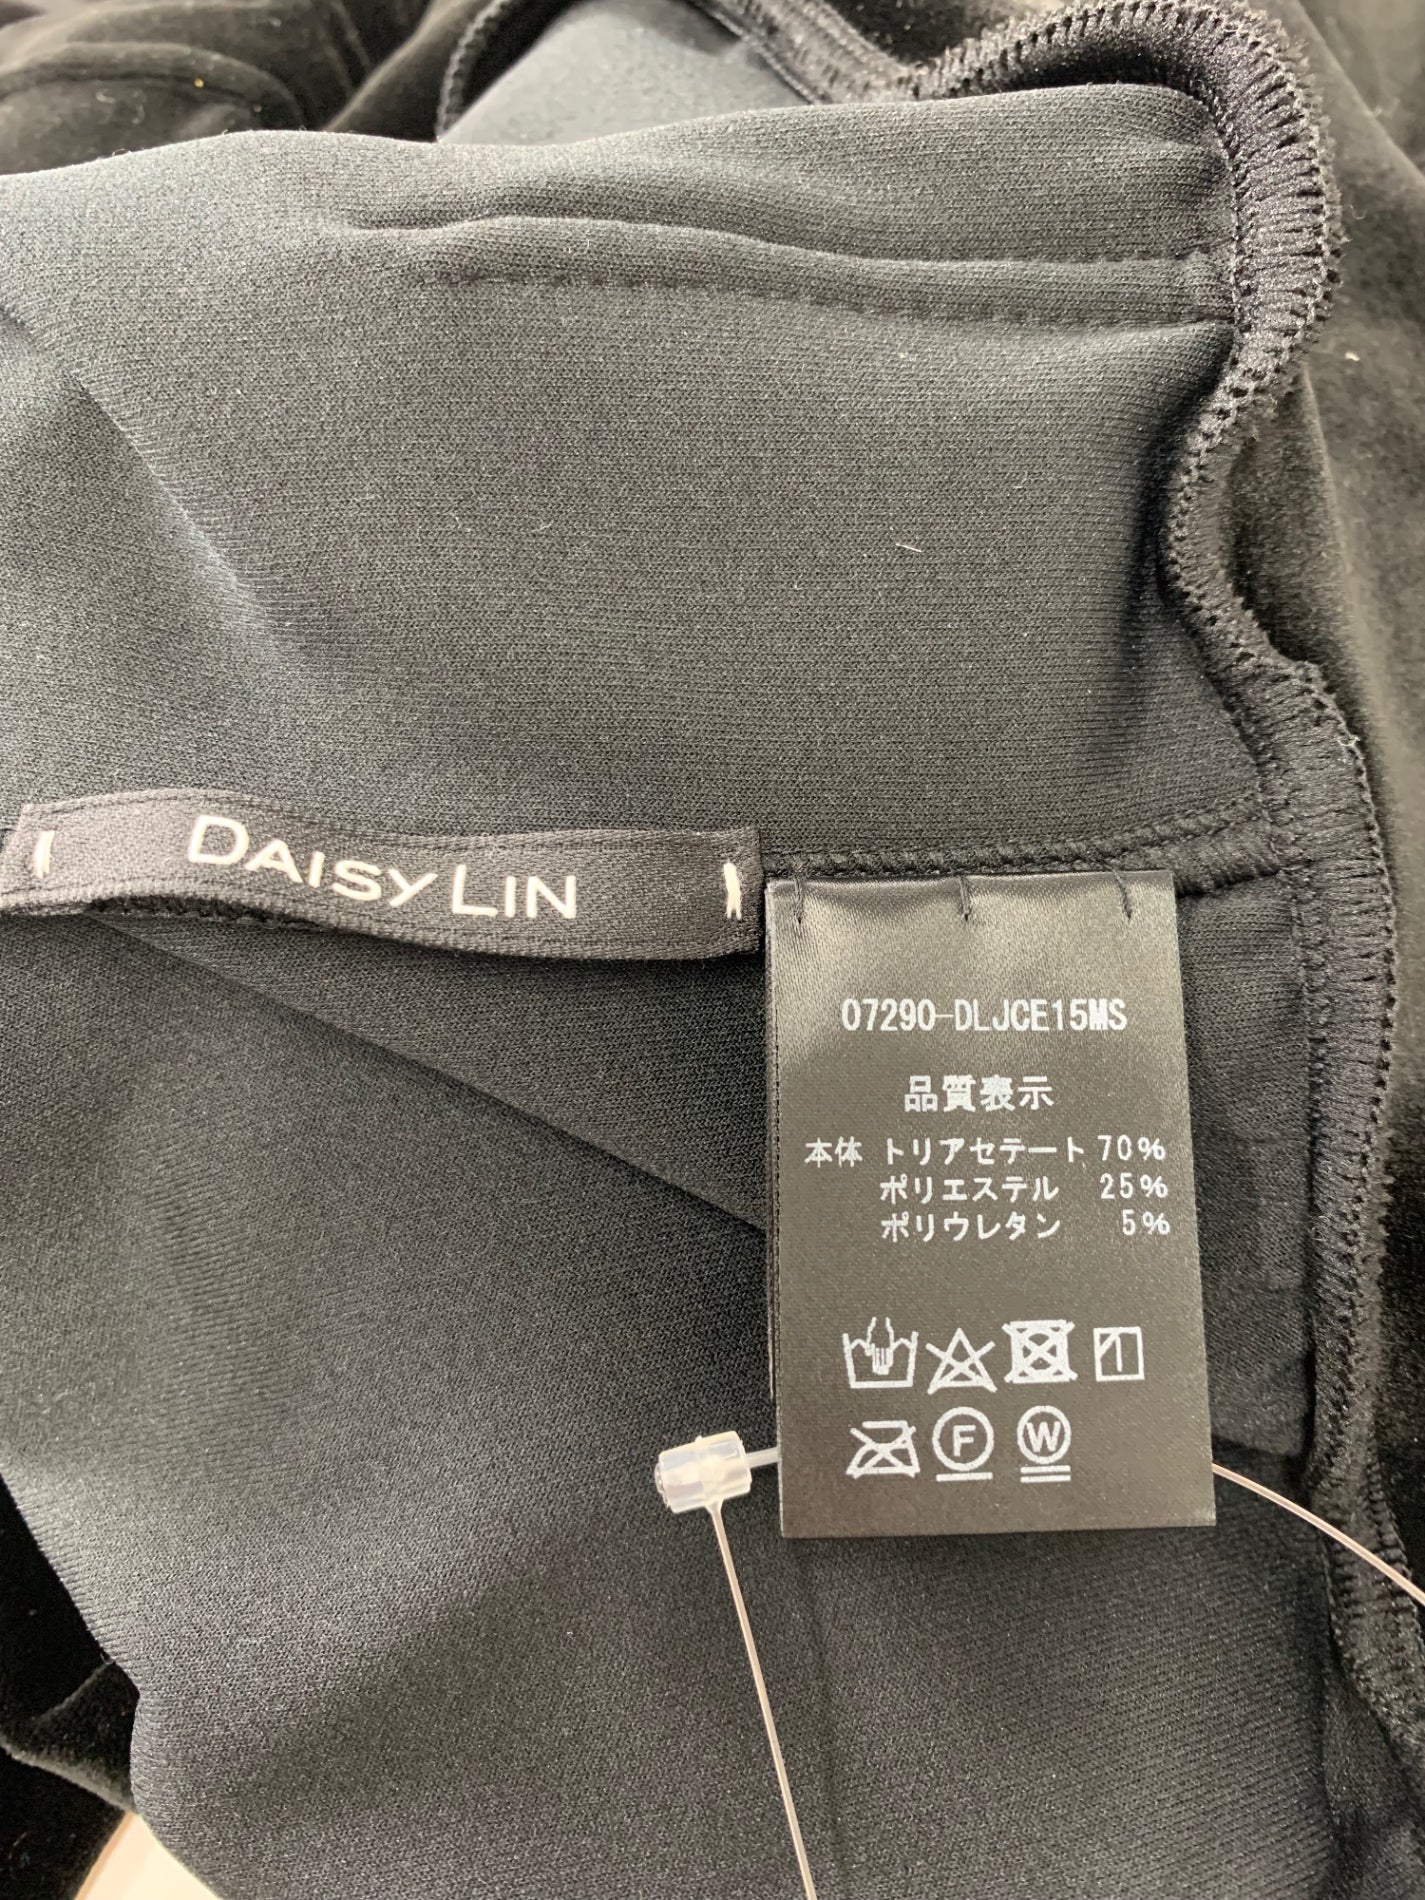 DAISY LIN
07290-DLJCE15MS
品質表示
本体 トリアセテート 70%
ポリエステル 25%
ポリウレタン 5%
F W